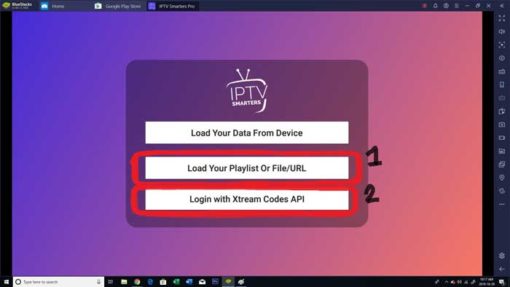 BlueStacks
Home
Google Play Store
IPTV Smarters Pro
IPTV
SMARTERS
Load Your Data From Device
Load Your Playlist Or File/URL
1
Login with Xtream Codes API
2
Type here to search